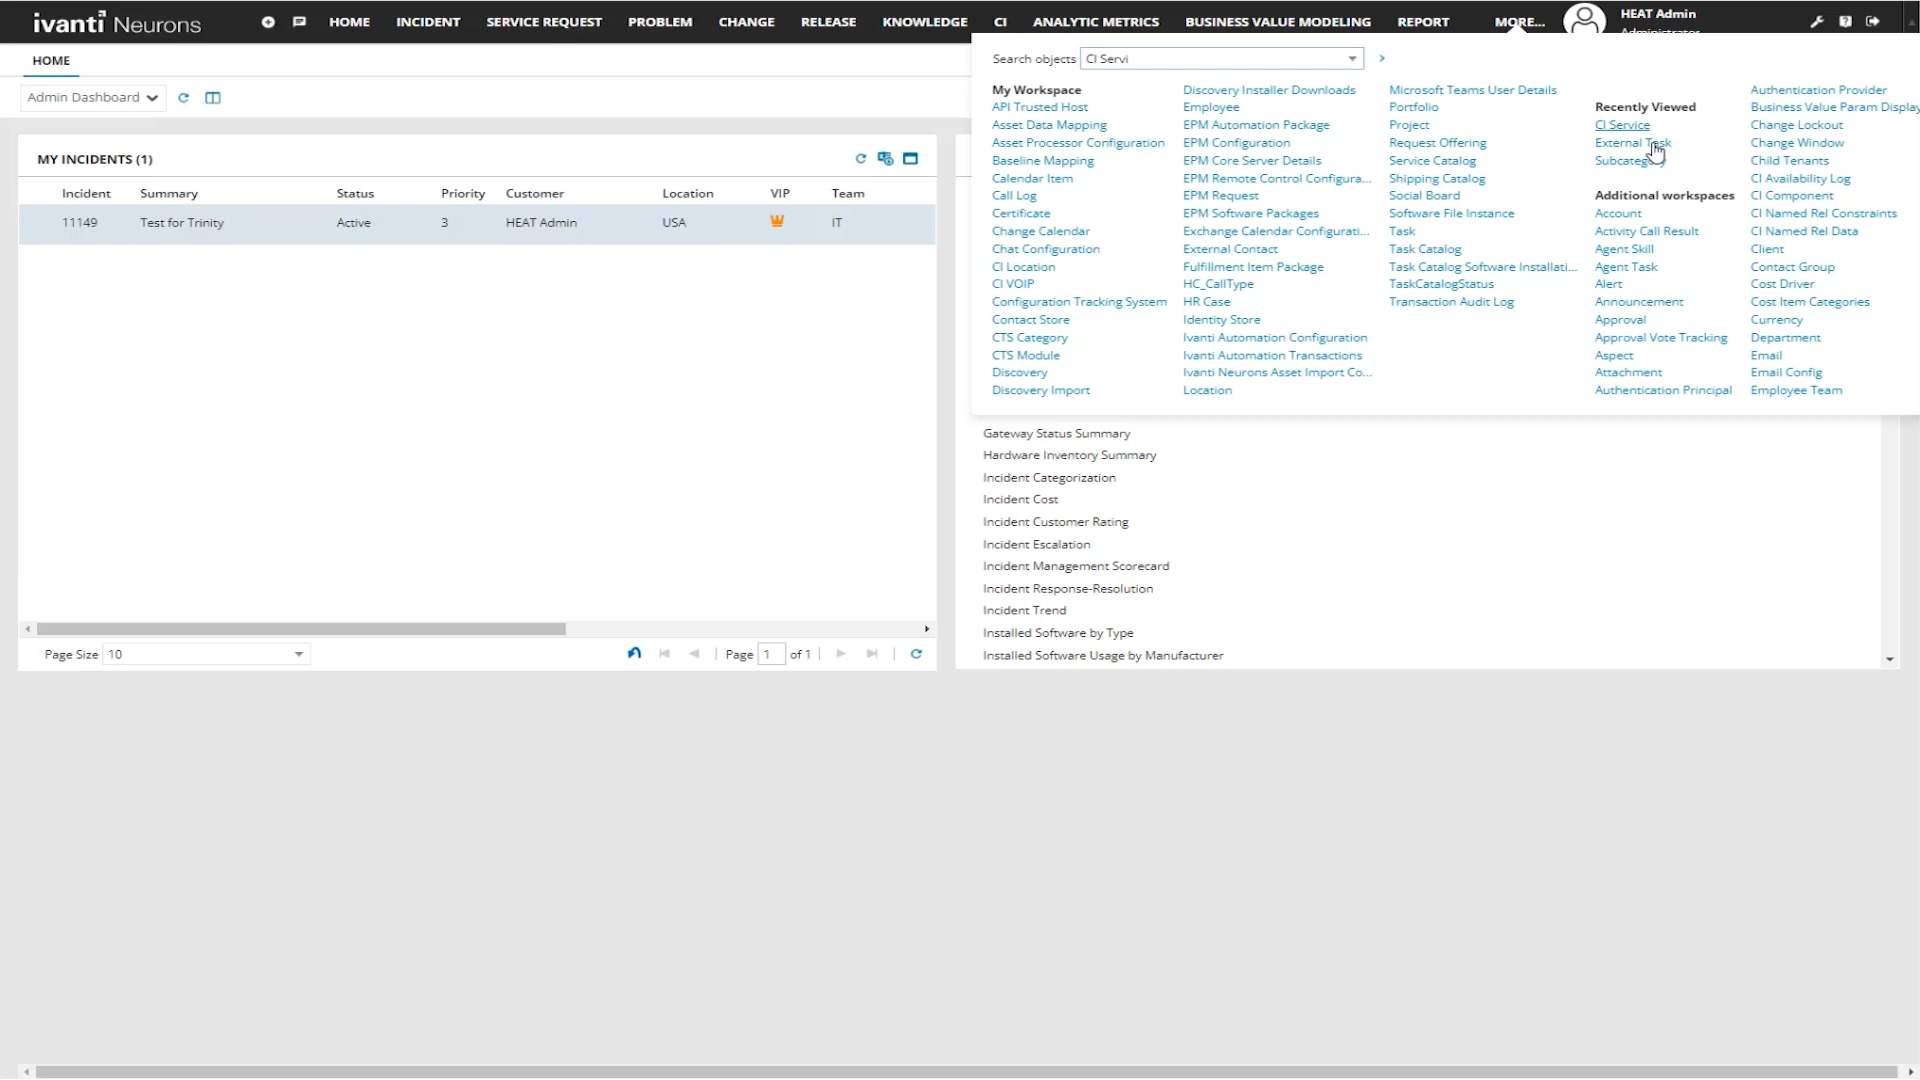 ivanti Neurons
HOME INCIDENT SERVICE REQUEST PROBLEM CHANGE RELEASE KNOWLEDGE CI ANALYTIC METRICS BUSINESS VALUE MODELING REPORT MORE...
HEAT Admin
Administrator
HOME
Admin Dashboard
MY INCIDENTS (1)
Incident Summary Status Priority Customer Location VIP Team
11149 Test for Trinity Active 3 HEAT Admin USA IT
Page Size 10
Page 1 of 1
Search objects CI Servi
My Workspace
API Trusted Host
Asset Data Mapping
Asset Processor Configuration
Baseline Mapping
Calendar Item
Call Log
Certificate
Change Calendar
Chat Configuration
CI Location
CI VOIP
Configuration Tracking System
Contact Store
CTS Category
CTS Module
Discovery
Discovery Import
Discovery Installer Downloads
Employee
EPM Automation Package
EPM Configuration
EPM Core Server Details
EPM Remote Control Configura...
EPM Request
EPM Software Packages
Exchange Calendar Configurati...
External Contact
Fulfillment Item Package
HC_CallType
HR Case
Identity Store
Ivanti Automation Configuration
Ivanti Automation Transactions
Ivanti Neurons Asset Import Co...
Location
Microsoft Teams User Details
Portfolio
Project
Request Offering
Service Catalog
Shipping Catalog
Social Board
Software File Instance
Task
Task Catalog
Task Catalog Software Installati...
TaskCatalogStatus
Transaction Audit Log
Recently Viewed
CI Service
External Task
Subcategory
Additional workspaces
Account
Activity Call Result
Agent Skill
Agent Task
Alert
Announcement
Approval
Approval Vote Tracking
Aspect
Attachment
Authentication Principal
Authentication Provider
Business Value Param Display
Change Lockout
Change Window
Child Tenants
CI Availability Log
CI Component
CI Named Rel Constraints
CI Named Rel Data
Client
Contact Group
Cost Driver
Cost Item Categories
Currency
Department
Email
Email Config
Employee Team
Gateway Status Summary
Hardware Inventory Summary
Incident Categorization
Incident Cost
Incident Customer Rating
Incident Escalation
Incident Management Scorecard
Incident Response-Resolution
Incident Trend
Installed Software by Type
Installed Software Usage by Manufacturer